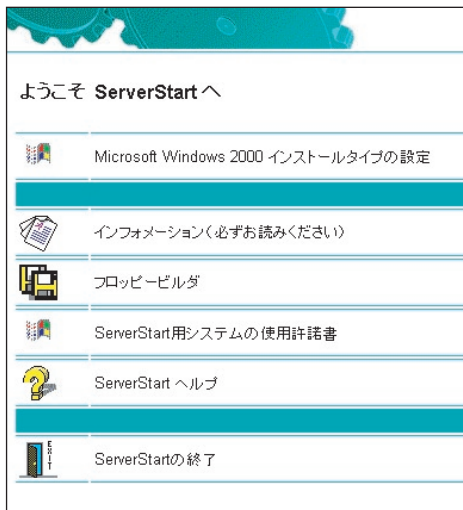 ようこそ ServerStart へ
Microsoft Windows 2000 インストールタイプの設定
インフォメーション(必ずお読みください)
フロッピービルダ
ServerStart用システムの使用許諾書
ServerStart ヘルプ
EXIT
ServerStartの終了